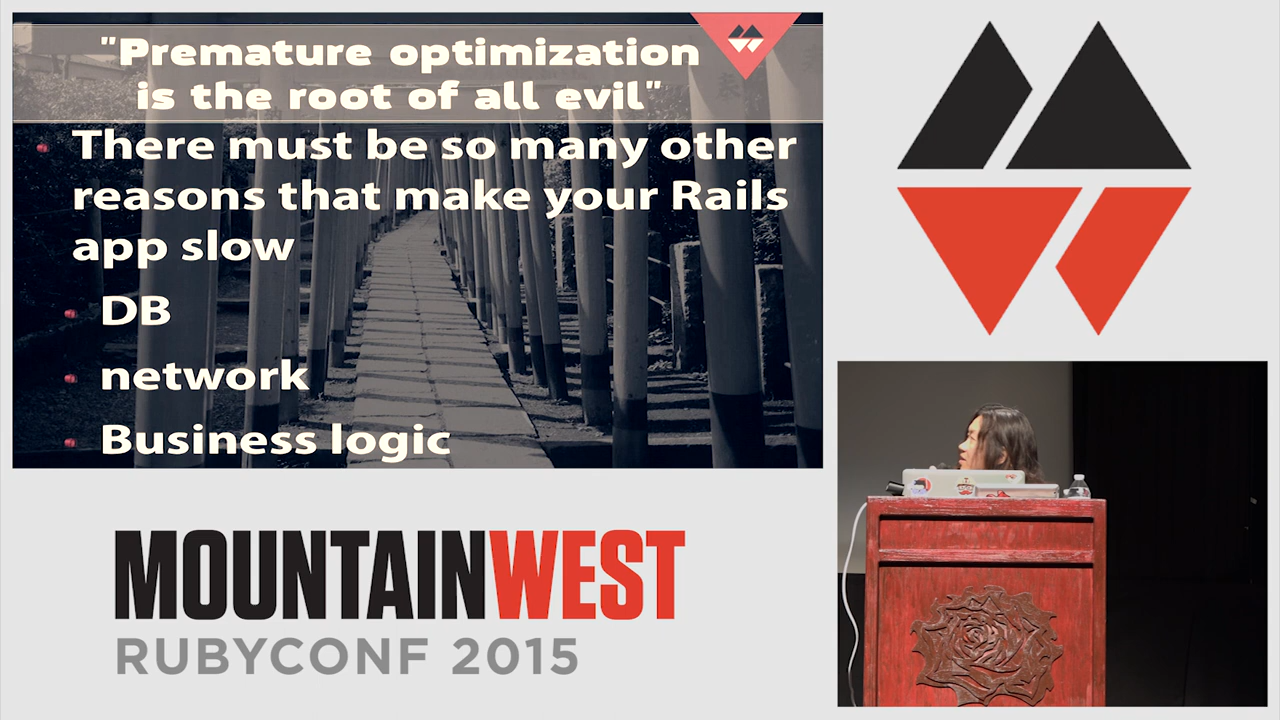 "Premature optimization
is the root of all evil"
There must be so many other
reasons that make your Rails
app slow
DB
network
Business logic
MOUNTAINWEST
RUBYCONF 2015